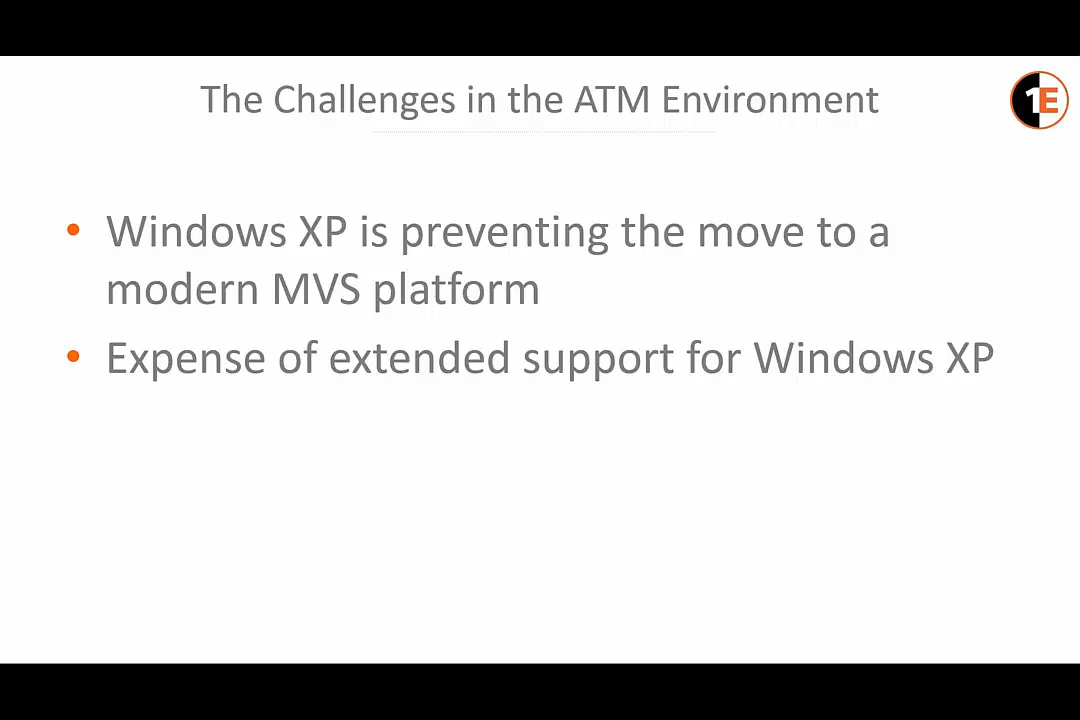 The Challenges in the ATM Environment
1E
• Windows XP is preventing the move to a
modern MVS platform
• Expense of extended support for Windows XP